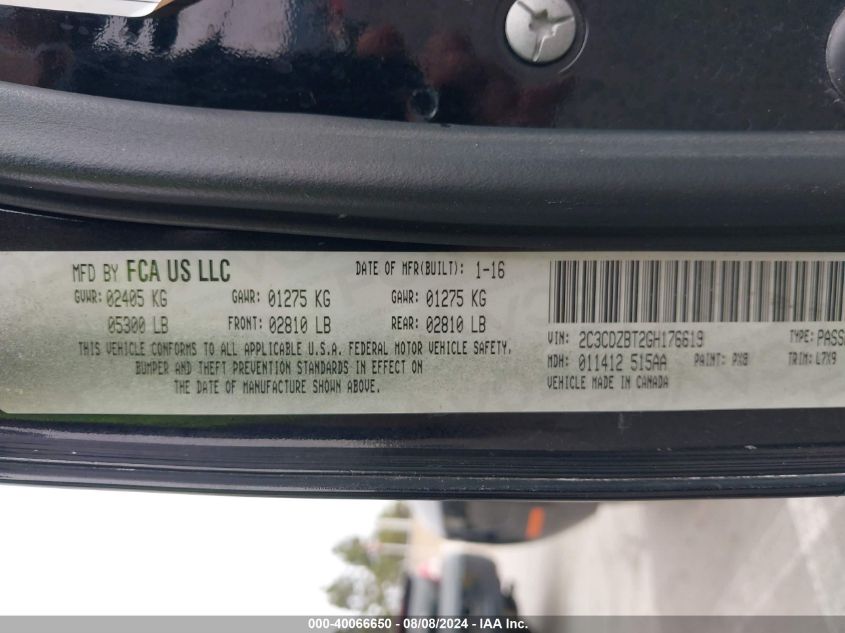 MFD BY FCA US LLC DATE OF MFR(BUILT): 1-16
GVWR: 02405 KG GAWR: 01275 KG GAWR: 01275 KG
05300 LB FRONT: 02810 LB REAR: 02810 LB
THIS VEHICLE CONFORMS TO ALL APPLICABLE U.S.A. FEDERAL MOTOR VEHICLE SAFETY,
BUMPER AND THEFT PREVENTION STANDARDS IN EFFECT ON
THE DATE OF MANUFACTURE SHOWN ABOVE.
VIN: 2C3CDZBT2GH176619 TYPE: PASS
MDH: 011412 515AA PAINT: PX8 TRIM: L7X9
VEHICLE MADE IN CANADA
000-40066650 - 08/08/2024 - IAA Inc.